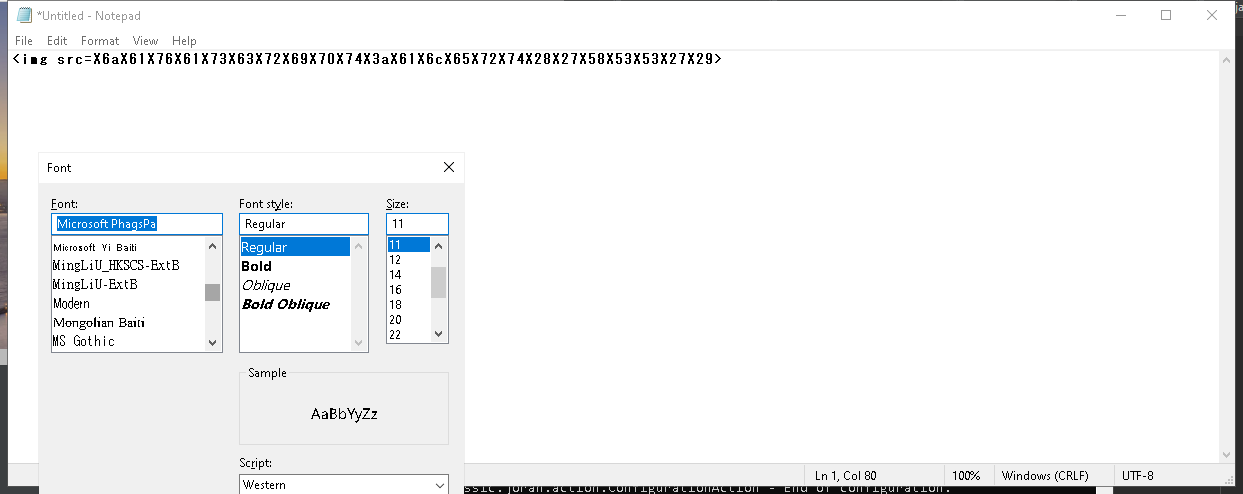 *Untitled - Notepad
File Edit Format View Help
<img src=X6aX61X76X61X73X63X72X69X70X74X3aX61X6cX65X72X74X28X27X58X53X53X27X29>
Font
Font: Font style: Size:
Microsoft PhagsPa Regular 11
Microsoft Yi Baiti
MingLiU_HKSCS-ExtB
MingLiU-ExtB
Modern
Mongolian Baiti
MS Gothic
Regular
Bold
Oblique
Bold Oblique
11
12
14
16
18
20
22
Sample
AaBbYyZz
Script:
Western
Ln 1, Col 80 100% Windows (CRLF) UTF-8
ssic.joran.action.ConfigurationAction - End of configuration.